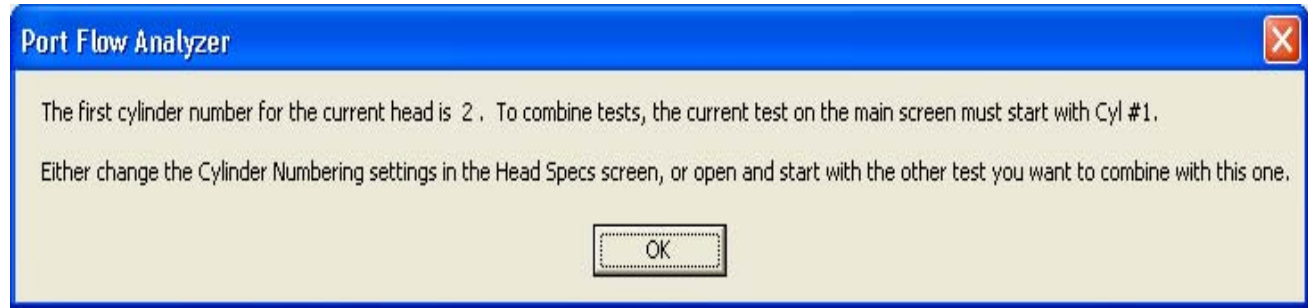 Port Flow Analyzer
The first cylinder number for the current head is 2 . To combine tests, the current test on the main screen must start with Cyl #1.
Either change the Cylinder Numbering settings in the Head Specs screen, or open and start with the other test you want to combine with this one.
OK